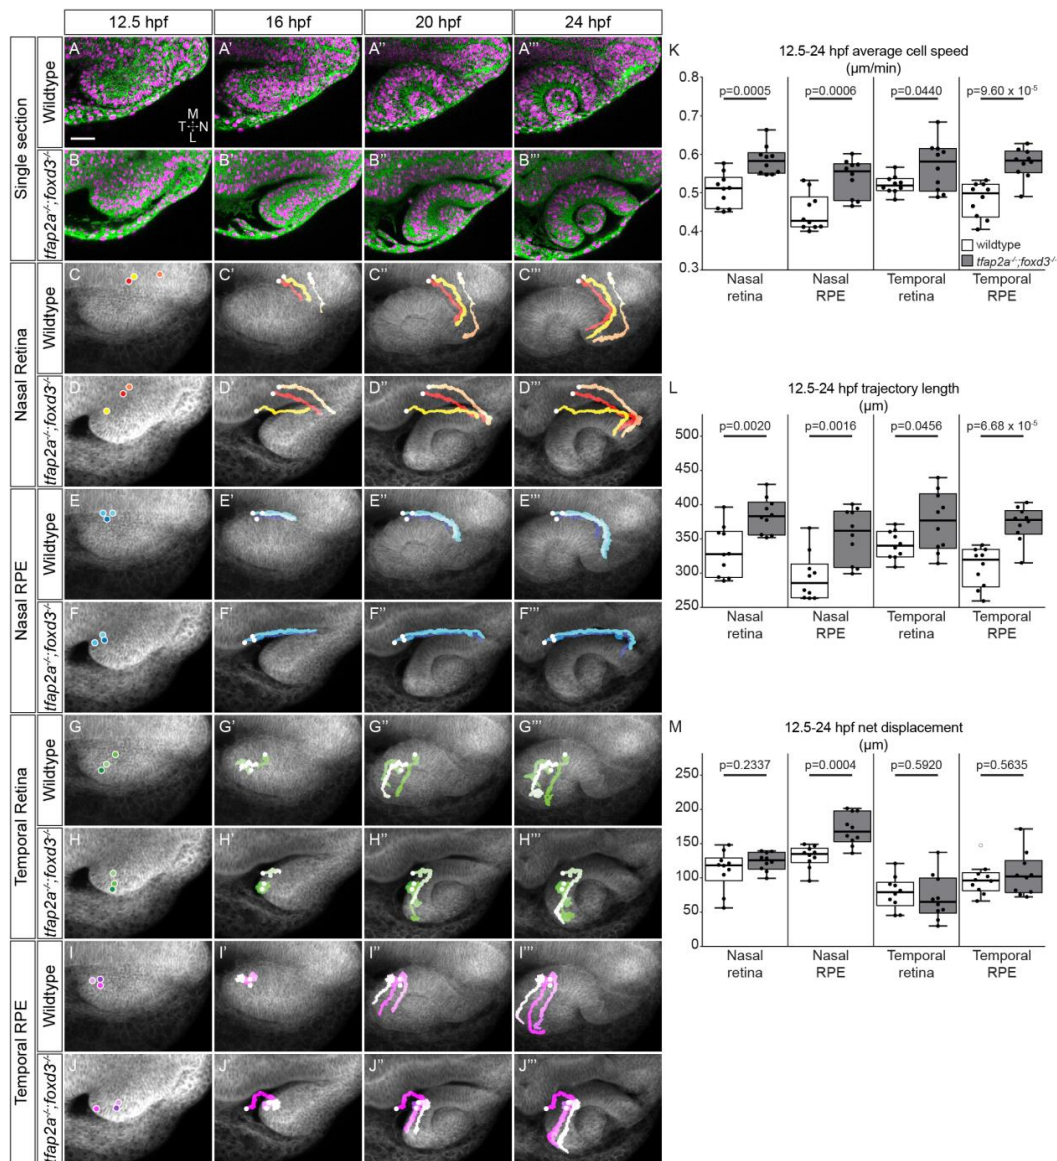 12.5 hpf 16 hpf 20 hpf 24 hpf
Single section
Wildtype
A A' A'' A'''
M
T N
L
tfap2a-/-;foxd3-/-
B B' B'' B'''
Nasal Retina
Wildtype
C C' C'' C'''
tfap2a-/-;foxd3-/-
D D' D'' D'''
Nasal RPE
Wildtype
E E' E'' E'''
tfap2a-/-;foxd3-/-
F F' F'' F'''
Temporal Retina
Wildtype
G G' G'' G'''
tfap2a-/-;foxd3-/-
H H' H'' H'''
Temporal RPE
Wildtype
I I' I'' I'''
tfap2a-/-;foxd3-/-
J J' J'' J'''
K 12.5-24 hpf average cell speed
(µm/min)
0.8
p=0.0005 p=0.0006 p=0.0440 p=9.60 x 10-5
0.7
0.6
0.5
0.4
wildtype
tfap2a-/-;foxd3-/-
0.3
Nasal Nasal Temporal Temporal
retina RPE retina RPE
L 12.5-24 hpf trajectory length
(µm)
500
p=0.0020 p=0.0016 p=0.0456 p=6.68 x 10-5
450
400
350
300
250
Nasal Nasal Temporal Temporal
retina RPE retina RPE
M 12.5-24 hpf net displacement
(µm)
250
p=0.2337 p=0.0004 p=0.5920 p=0.5635
200
150
100
50
0
Nasal Nasal Temporal Temporal
retina RPE retina RPE